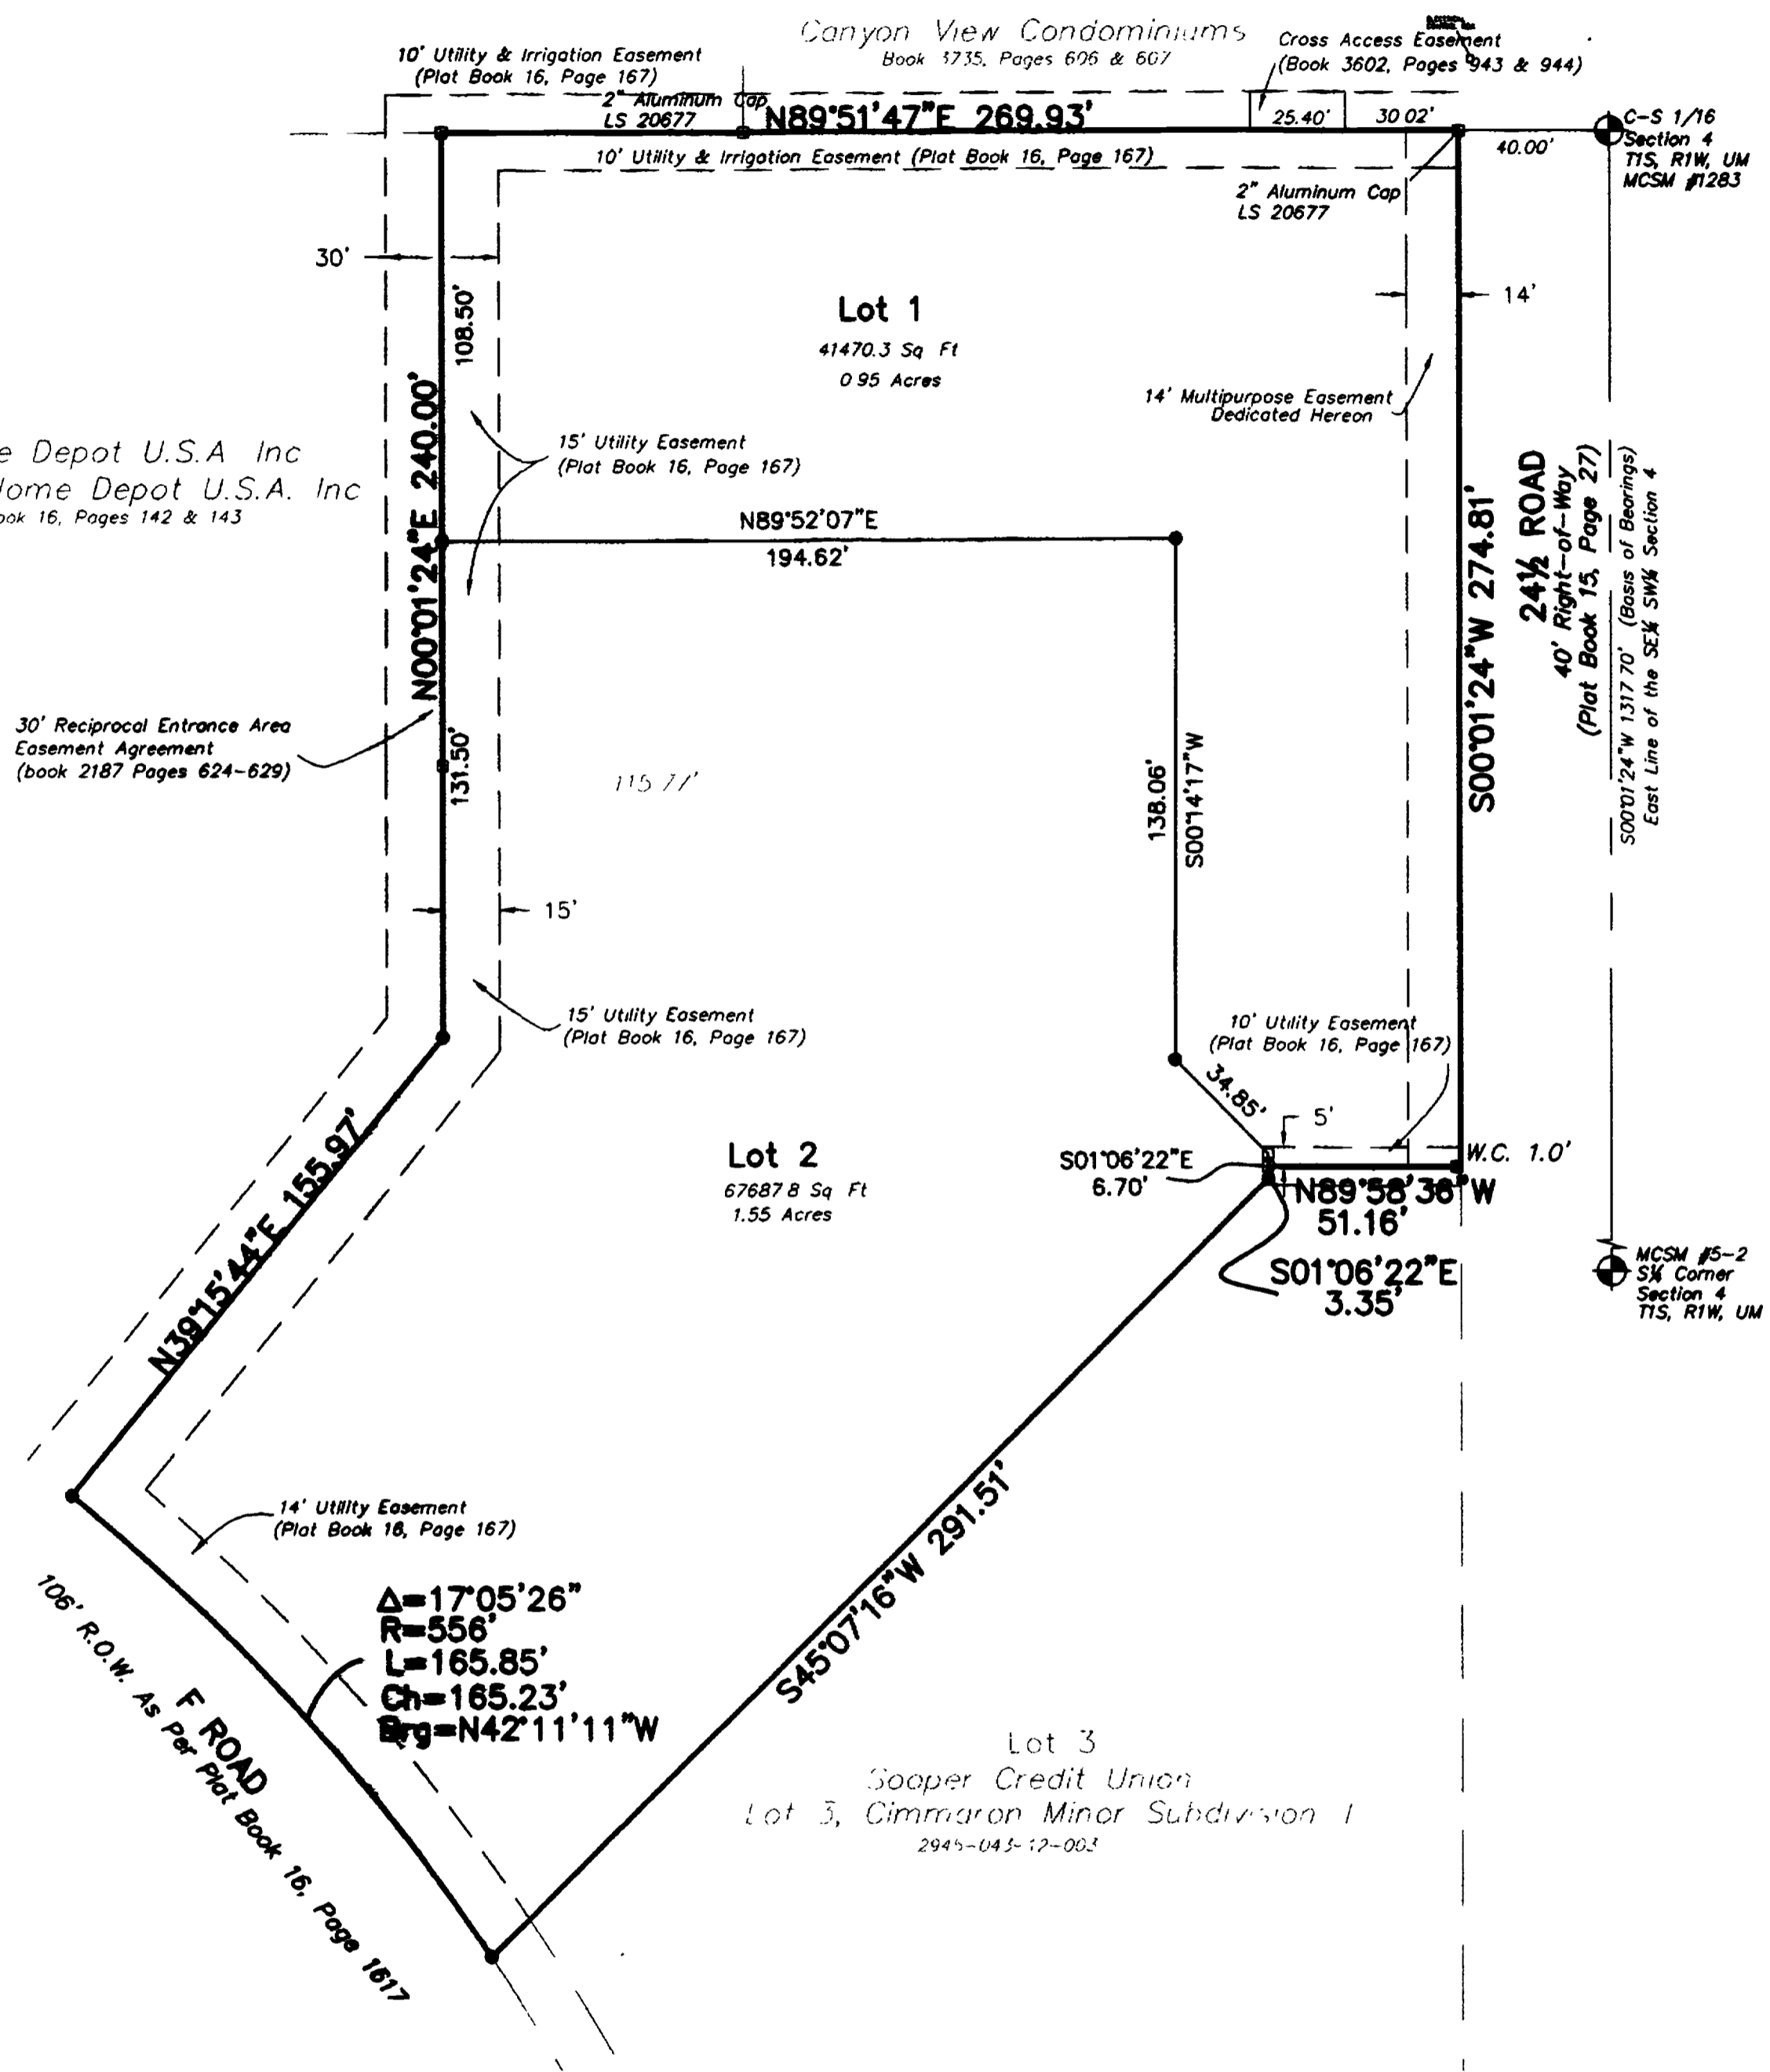 Canyon View Condominiums
Book 3735, Pages 606 & 607
10' Utility & Irrigation Easement
(Plat Book 16, Page 167)
Cross Access Easement
(Book 3602, Pages 943 & 944)
2" Aluminum Cap
LS 20677
N89°51'47"E 269.93'
25.40'
30 02'
40.00'
C-S 1/16
Section 4
T1S, R1W, UM
MCSM #1283
10' Utility & Irrigation Easement (Plat Book 16, Page 167)
2" Aluminum Cap
LS 20677
30'
108.50'
14'
Lot 1
41470.3 Sq Ft
0 95 Acres
14' Multipurpose Easement
Dedicated Hereon
N00°01'24"E 240.00'
15' Utility Easement
(Plat Book 16, Page 167)
e Depot U.S.A Inc
Home Depot U.S.A. Inc
ook 16, Pages 142 & 143
N89°52'07"E
194.62'
S00°01'24"W 274.81'
24½ ROAD
40' Right-of-Way
(Plat Book 15, Page 27)
S00°01'24"W 1317 70' (Basis of Bearings)
East Line of the SE¼ SW¼ Section 4
30' Reciprocal Entrance Area
Easement Agreement
(book 2187 Pages 624-629)
131.50'
115 77'
138.06'
S00°14'17"W
15'
15' Utility Easement
(Plat Book 16, Page 167)
10' Utility Easement
(Plat Book 16, Page 167)
34.85'
5'
W.C. 1.0'
S01°06'22"E
6.70'
N89°58'36"W
51.16'
S01°06'22"E
3.35'
Lot 2
67687 8 Sq Ft
1.55 Acres
MCSM #5-2
S¼ Corner
Section 4
T1S, R1W, UM
N39°15'44"E 155.97'
S45°07'16"W 291.51'
14' Utility Easement
(Plat Book 16, Page 167)
Δ=17°05'26"
R=556'
L=165.85'
Ch=165.23'
Brg=N42°11'11"W
F ROAD
106' R.O.W. As Per Plat Book 16, Page 1617
Lot 3
Sooper Credit Union
Lot 3, Cimmaron Minor Subdivision I
2945-043-12-003